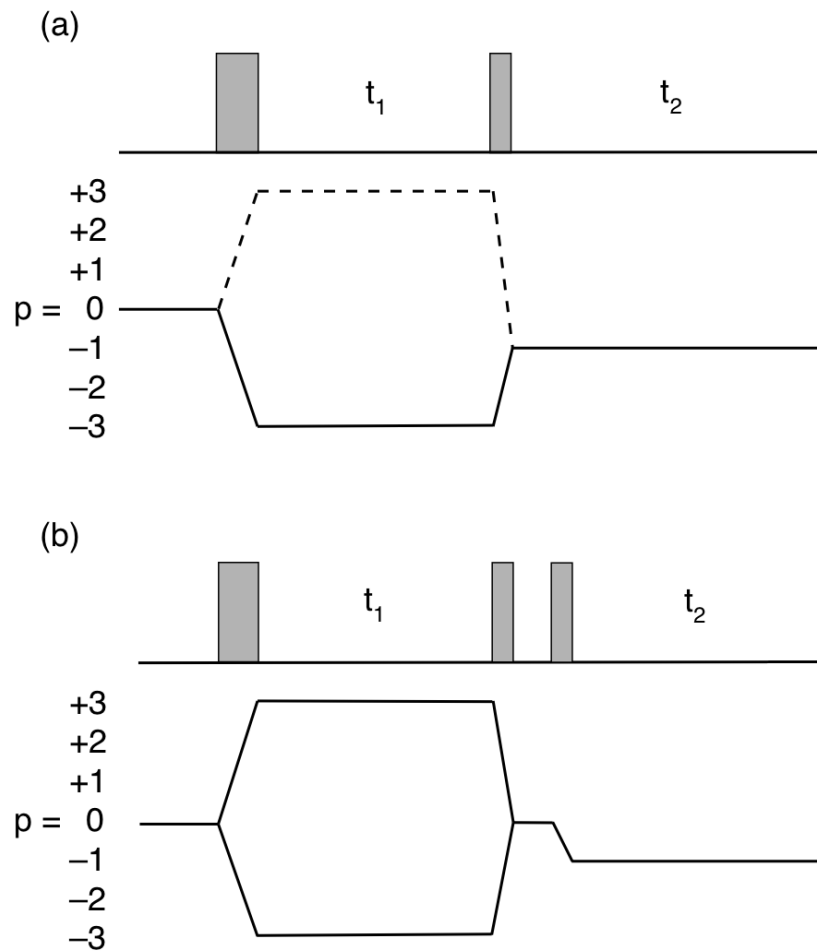 (a)
t₁ t₂
+3
+2
+1
p = 0
–1
–2
–3
(b)
t₁ t₂
+3
+2
+1
p = 0
–1
–2
–3